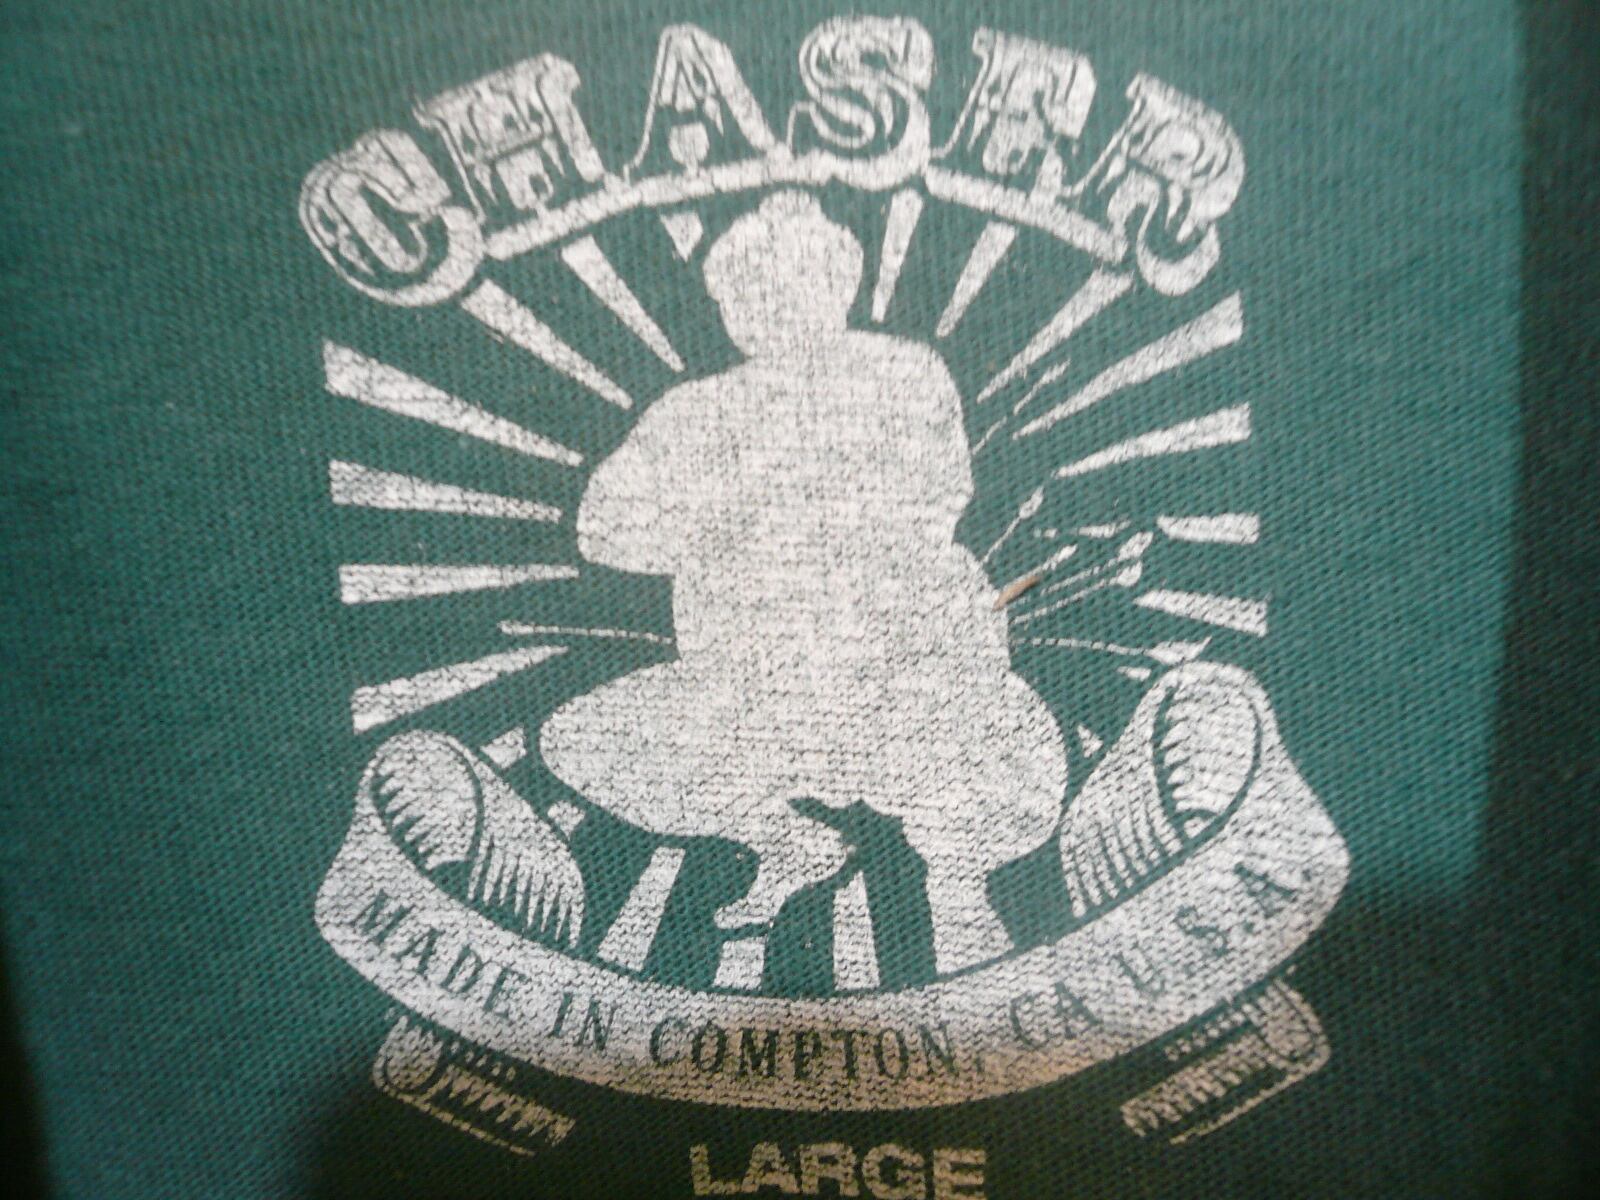 CHASER
MADE IN COMPTON, CA U.S.A.
LARGE